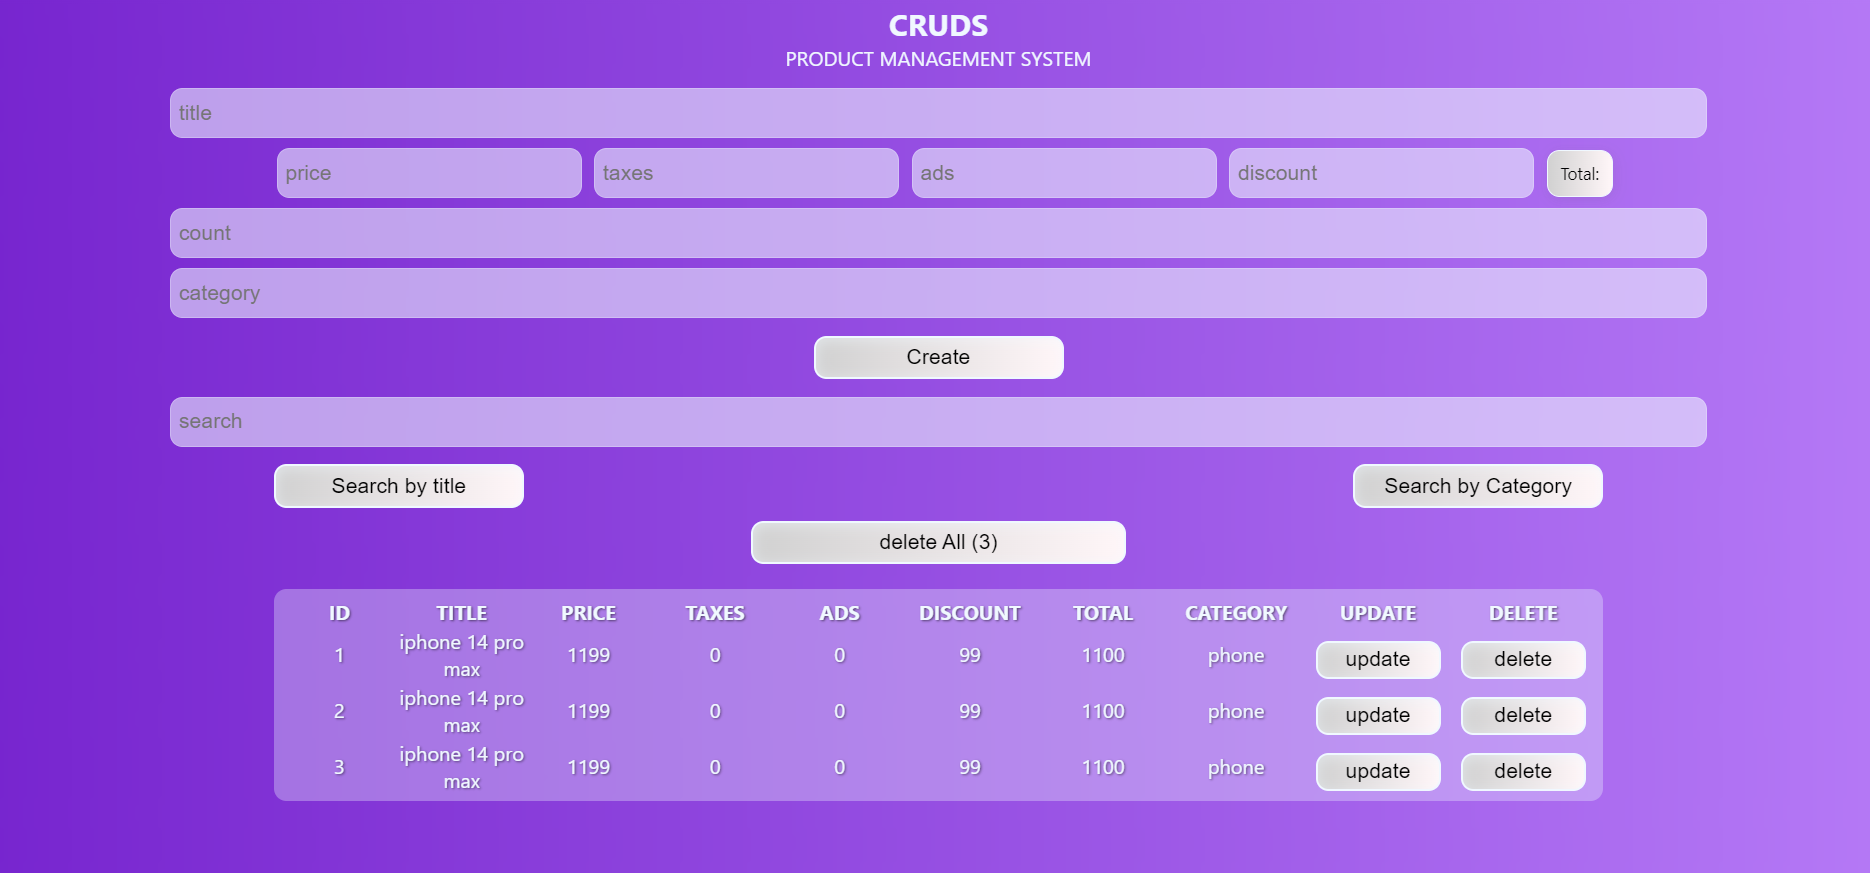 CRUDS
PRODUCT MANAGEMENT SYSTEM
title
price taxes ads discount Total:
count
category
Create
search
Search by title Search by Category
delete All (3)
ID TITLE PRICE TAXES ADS DISCOUNT TOTAL CATEGORY UPDATE DELETE
1 iphone 14 pro max 1199 0 0 99 1100 phone update delete
2 iphone 14 pro max 1199 0 0 99 1100 phone update delete
3 iphone 14 pro max 1199 0 0 99 1100 phone update delete